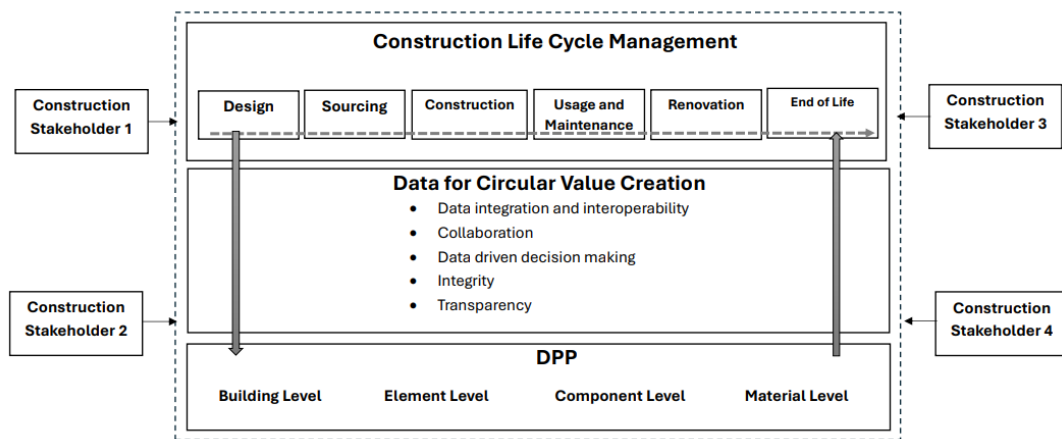 Construction Life Cycle Management
Construction
Stakeholder 1
Design
Sourcing
Construction
Usage and
Maintenance
Renovation
End of Life
Construction
Stakeholder 3
Data for Circular Value Creation
• Data integration and interoperability
• Collaboration
• Data driven decision making
• Integrity
• Transparency
Construction
Stakeholder 2
Construction
Stakeholder 4
DPP
Building Level
Element Level
Component Level
Material Level